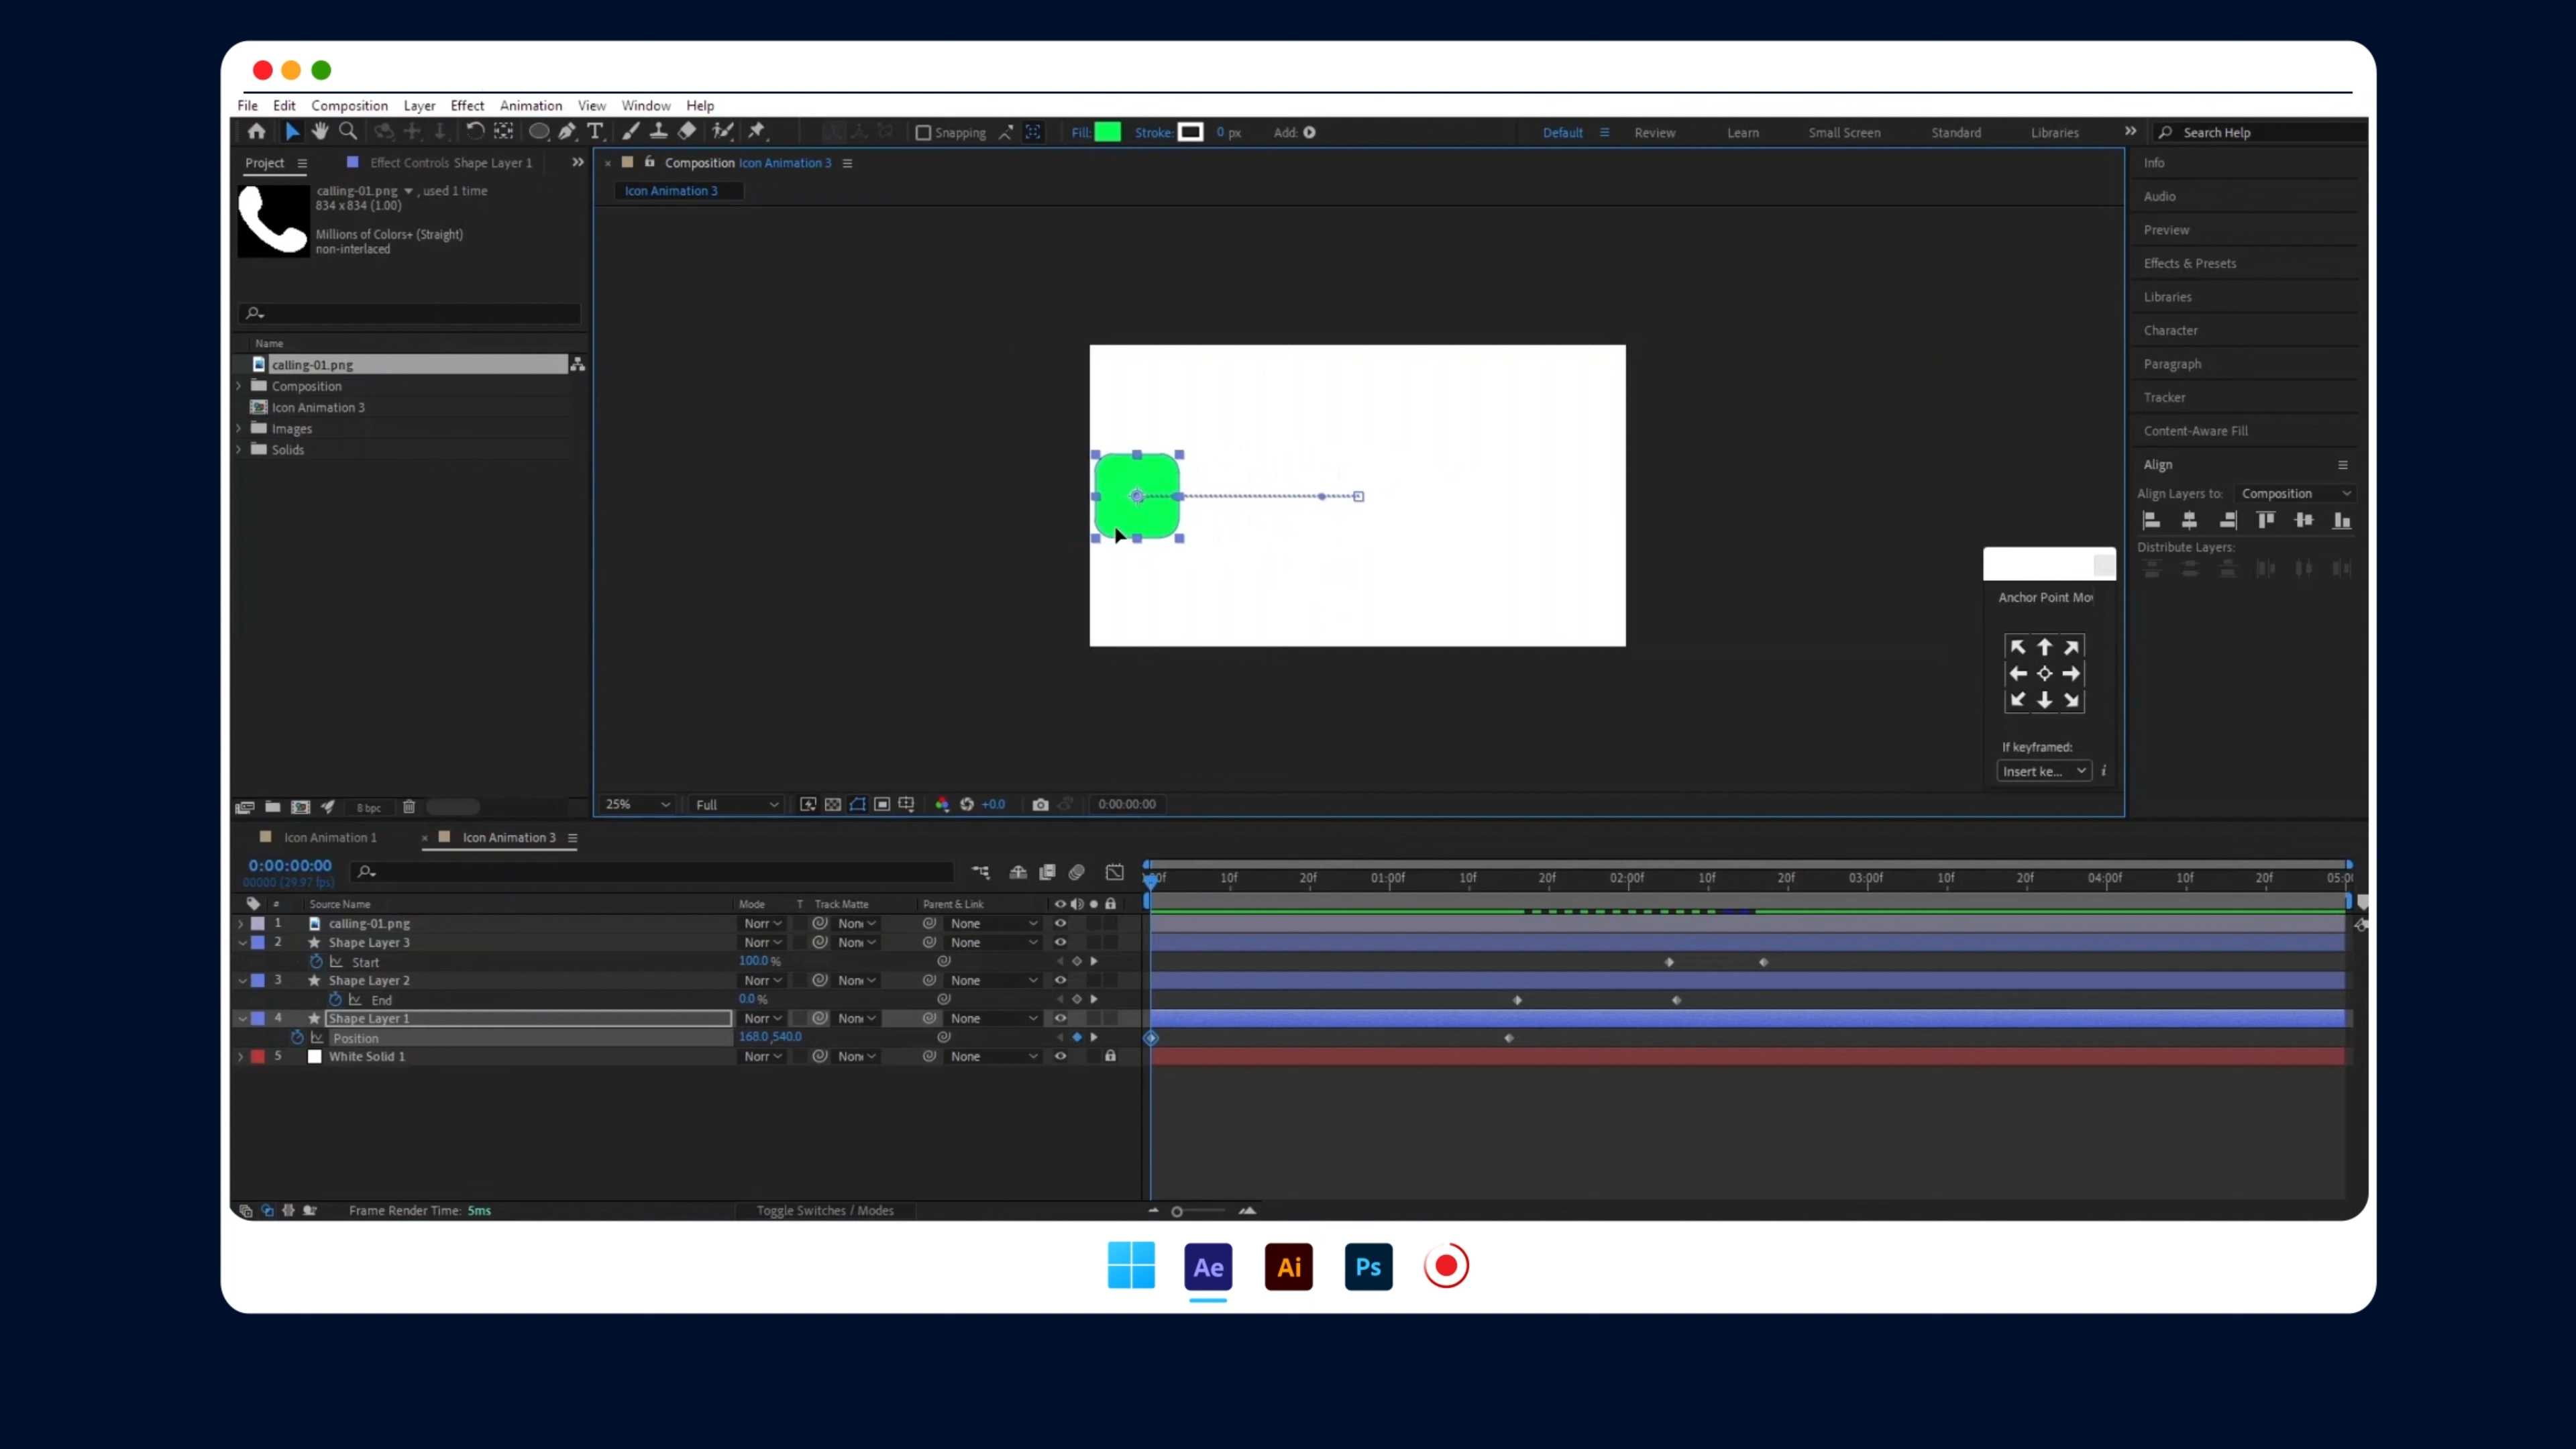 File Edit Composition Layer Effect Animation View Window Help
Snapping Fill: Stroke: 0 px Add: Default Review Learn Small Screen Standard Libraries Search Help
Project Effect Controls Shape Layer 1
Composition Icon Animation 3
Icon Animation 3
calling-01.png , used 1 time
834 x 834 (1.00)
Millions of Colors+ (Straight)
non-interlaced
Name
calling-01.png
Composition
Icon Animation 3
Images
Solids
8 bpc
Info
Audio
Preview
Effects & Presets
Libraries
Character
Paragraph
Tracker
Content-Aware Fill
Align
Align Layers to: Composition
Distribute Layers:
Anchor Point Mov
If keyframed:
Insert ke...
25% Full +0.0 0:00:00:00
Icon Animation 1 Icon Animation 3
0:00:00:00
00000 (29.97 fps)
10f 20f 01:00f 10f 20f 02:00f 10f 20f 03:00f 10f 20f 04:00f 10f 20f 05:0
# Source Name Mode T Track Matte Parent & Link
1 calling-01.png Norr Non None
2 Shape Layer 3 Norr Non None
Start 100.0 %
3 Shape Layer 2 Norr Non None
End 0.0 %
4 Shape Layer 1 Norr Non None
Position 168.0,540.0
5 White Solid 1 Norr Non None
Frame Render Time: 5ms Toggle Switches / Modes
Ae Ai Ps